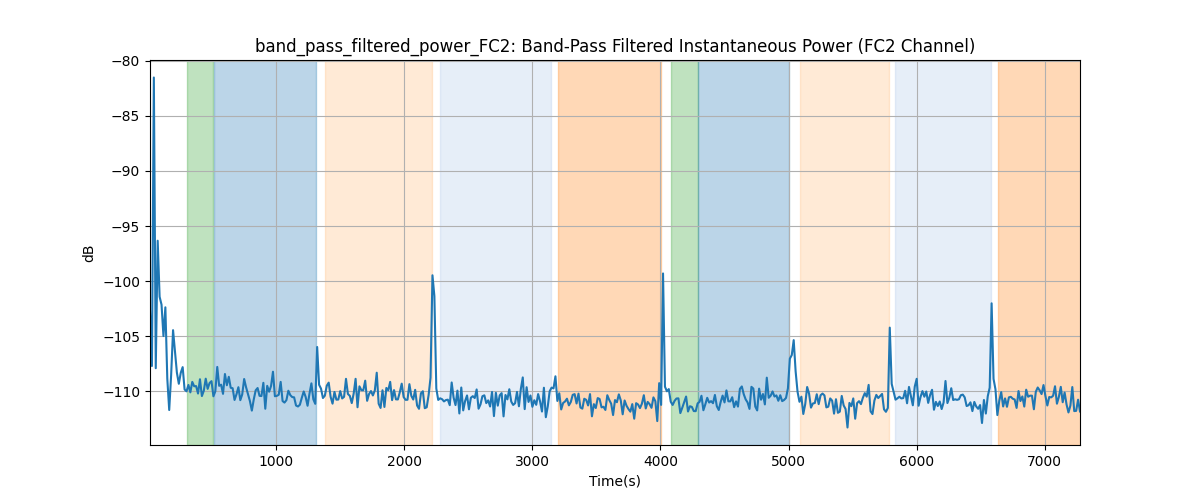 band_pass_filtered_power_FC2: Band-Pass Filtered Instantaneous Power (FC2 Channel)
dB
−80
−85
−90
−95
−100
−105
−110
1000 2000 3000 4000 5000 6000 7000
Time(s)